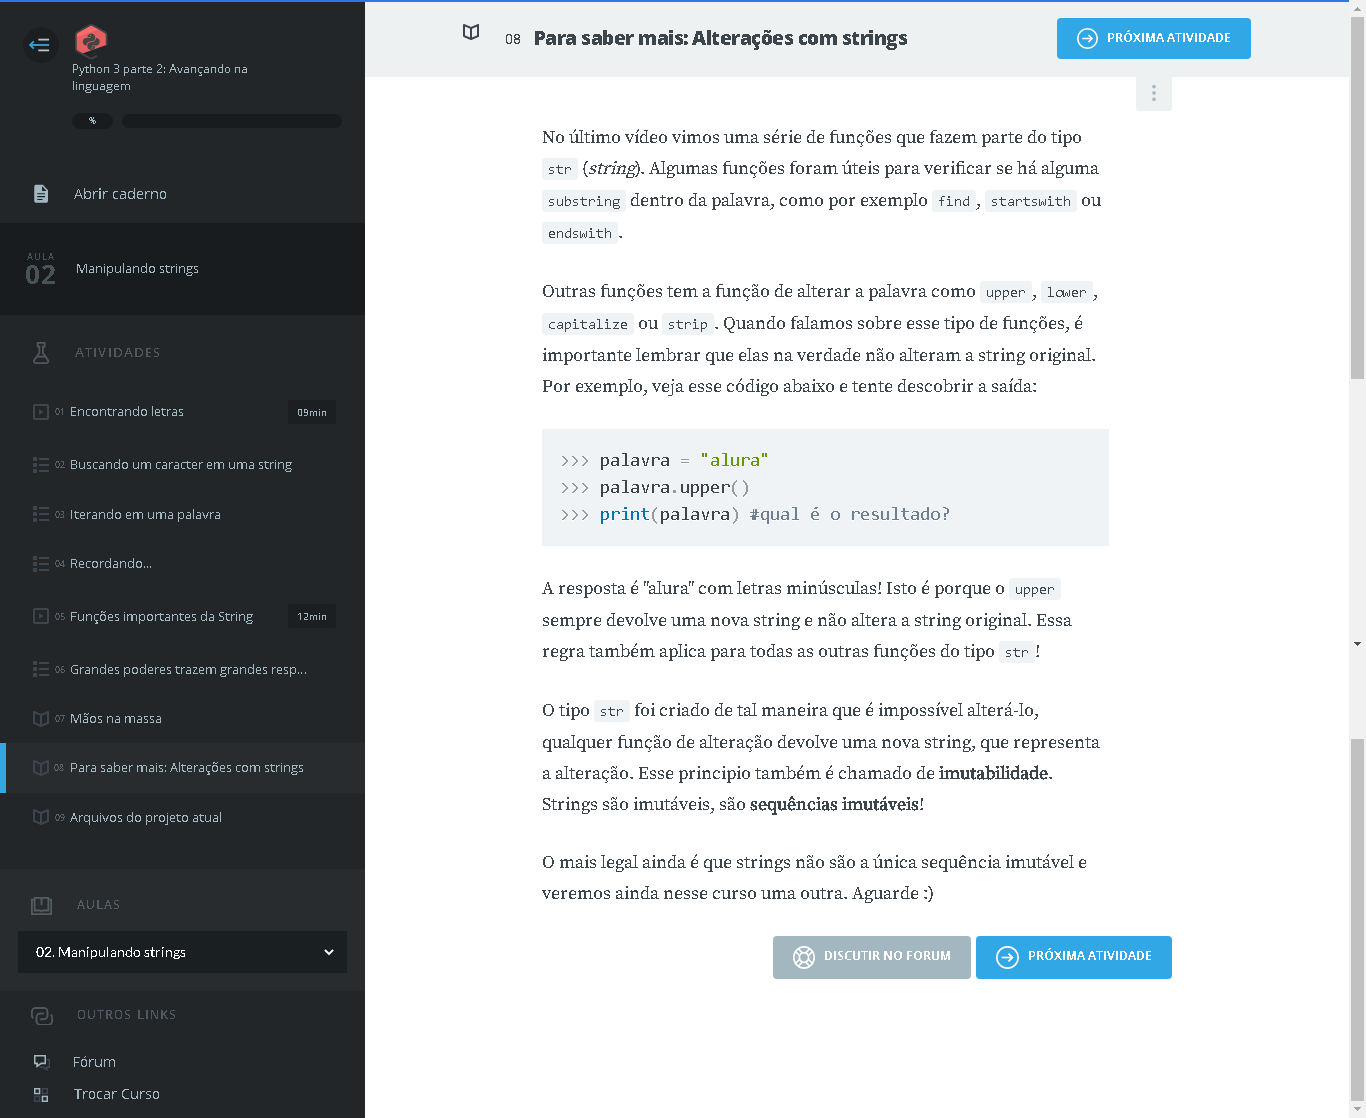 Python 3 parte 2: Avançando na
linguagem
%
Abrir caderno
AULA
02
Manipulando strings
ATIVIDADES
01 Encontrando letras 09min
02 Buscando um caracter em uma string
03 Iterando em uma palavra
04 Recordando...
05 Funções importantes da String 12min
06 Grandes poderes trazem grandes resp...
07 Mãos na massa
08 Para saber mais: Alterações com strings
09 Arquivos do projeto atual
AULAS
02. Manipulando strings
OUTROS LINKS
Fórum
Trocar Curso
08 Para saber mais: Alterações com strings
PRÓXIMA ATIVIDADE
No último vídeo vimos uma série de funções que fazem parte do tipo
str (string). Algumas funções foram úteis para verificar se há alguma
substring dentro da palavra, como por exemplo find, startswith ou
endswith.
Outras funções tem a função de alterar a palavra como upper, lower,
capitalize ou strip. Quando falamos sobre esse tipo de funções, é
importante lembrar que elas na verdade não alteram a string original.
Por exemplo, veja esse código abaixo e tente descobrir a saída:
>>> palavra = "alura"
>>> palavra.upper()
>>> print(palavra) #qual é o resultado?
A resposta é "alura" com letras minúsculas! Isto é porque o upper
sempre devolve uma nova string e não altera a string original. Essa
regra também aplica para todas as outras funções do tipo str!
O tipo str foi criado de tal maneira que é impossível alterá-lo,
qualquer função de alteração devolve uma nova string, que representa
a alteração. Esse principio também é chamado de imutabilidade.
Strings são imutáveis, são sequências imutáveis!
O mais legal ainda é que strings não são a única sequência imutável e
veremos ainda nesse curso uma outra. Aguarde :)
DISCUTIR NO FORUM
PRÓXIMA ATIVIDADE